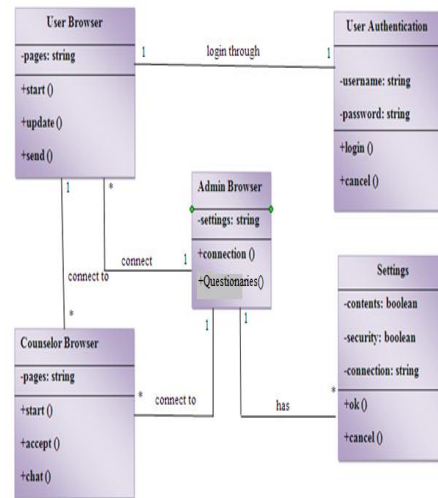 User Browser
-pages: string
+start ()
+update ()
+send ()
1
login through
1
User Authentication
-username: string
-password: string
+login ()
+cancel ()
1
*
connect to
connect
1
*
Admin Browser
-settings: string
+connection ()
+Questionaries()
1
1
Settings
-contents: boolean
-security: boolean
-connection: string
+ok ()
+cancel ()
Counselor Browser
-pages: string
+start ()
+accept ()
+chat ()
*
connect to
has
*